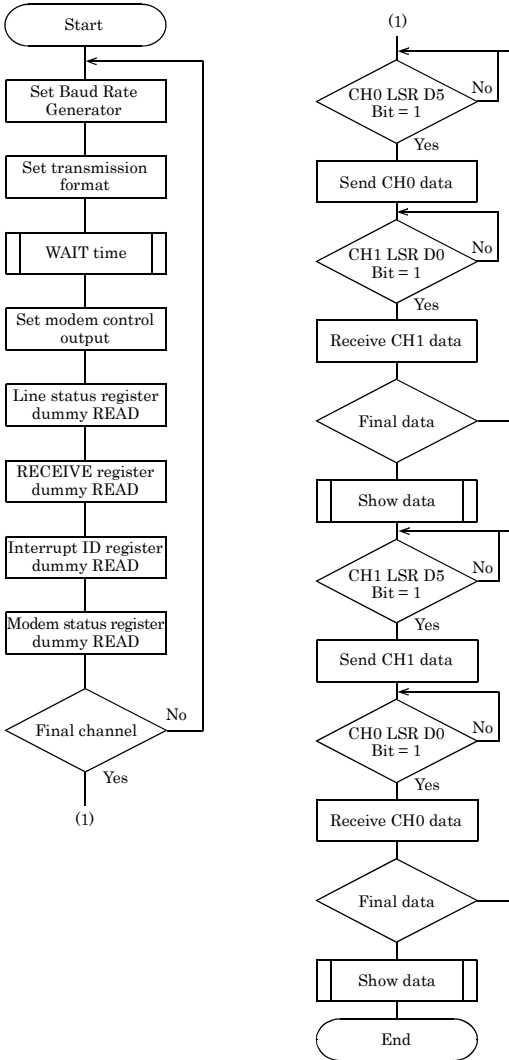 Start
Set Baud Rate
Generator
Set transmission
format
WAIT time
Set modem control
output
Line status register
dummy READ
RECEIVE register
dummy READ
Interrupt ID register
dummy READ
Modem status register
dummy READ
Final channel
No
Yes
(1)
(1)
CH0 LSR D5
Bit = 1
No
Yes
Send CH0 data
CH1 LSR D0
Bit = 1
No
Yes
Receive CH1 data
Final data
Show data
CH1 LSR D5
Bit = 1
No
Yes
Send CH1 data
CH0 LSR D0
Bit = 1
No
Yes
Receive CH0 data
Final data
Show data
End